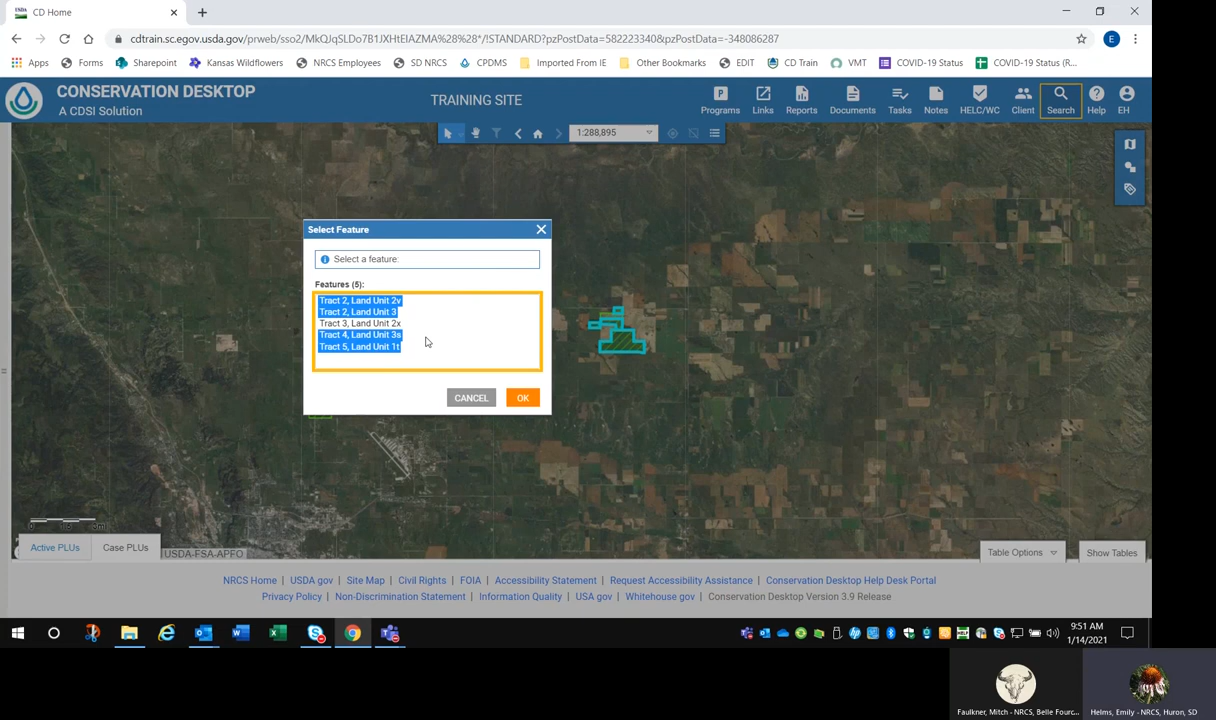 CD Home
cdtrain.sc.egov.usda.gov/prweb/sso2/MkQJqSLDo7B1JXHtEIAZMA%28%28*/!STANDARD?pzPostData=582223340&pzPostData=-348086287
E
Apps Forms Sharepoint Kansas Wildflowers NRCS Employees SD NRCS CPDMS Imported From IE Other Bookmarks EDIT CD Train VMT COVID-19 Status COVID-19 Status (R...
CONSERVATION DESKTOP
A CDSI Solution
TRAINING SITE
Programs Links Reports Documents Tasks Notes HELC/WC Client Search Help EH
1:288,895
Select Feature
Select a feature.
Features (5):
Tract 2, Land Unit 2v
Tract 2, Land Unit 3
Tract 3, Land Unit 2x
Tract 4, Land Unit 3s
Tract 5, Land Unit 1t
CANCEL OK
Active PLUs Case PLUs USDA-FSA-APFO
Table Options Show Tables
NRCS Home | USDA gov | Site Map | Civil Rights | FOIA | Accessibility Statement | Request Accessibility Assistance | Conservation Desktop Help Desk Portal
Privacy Policy | Non-Discrimination Statement | Information Quality | USA gov | Whitehouse gov | Conservation Desktop Version 3.9 Release
9:51 AM
1/14/2021
Faulkner, Mitch - NRCS, Belle Fourc...
Helms, Emily - NRCS, Huron, SD